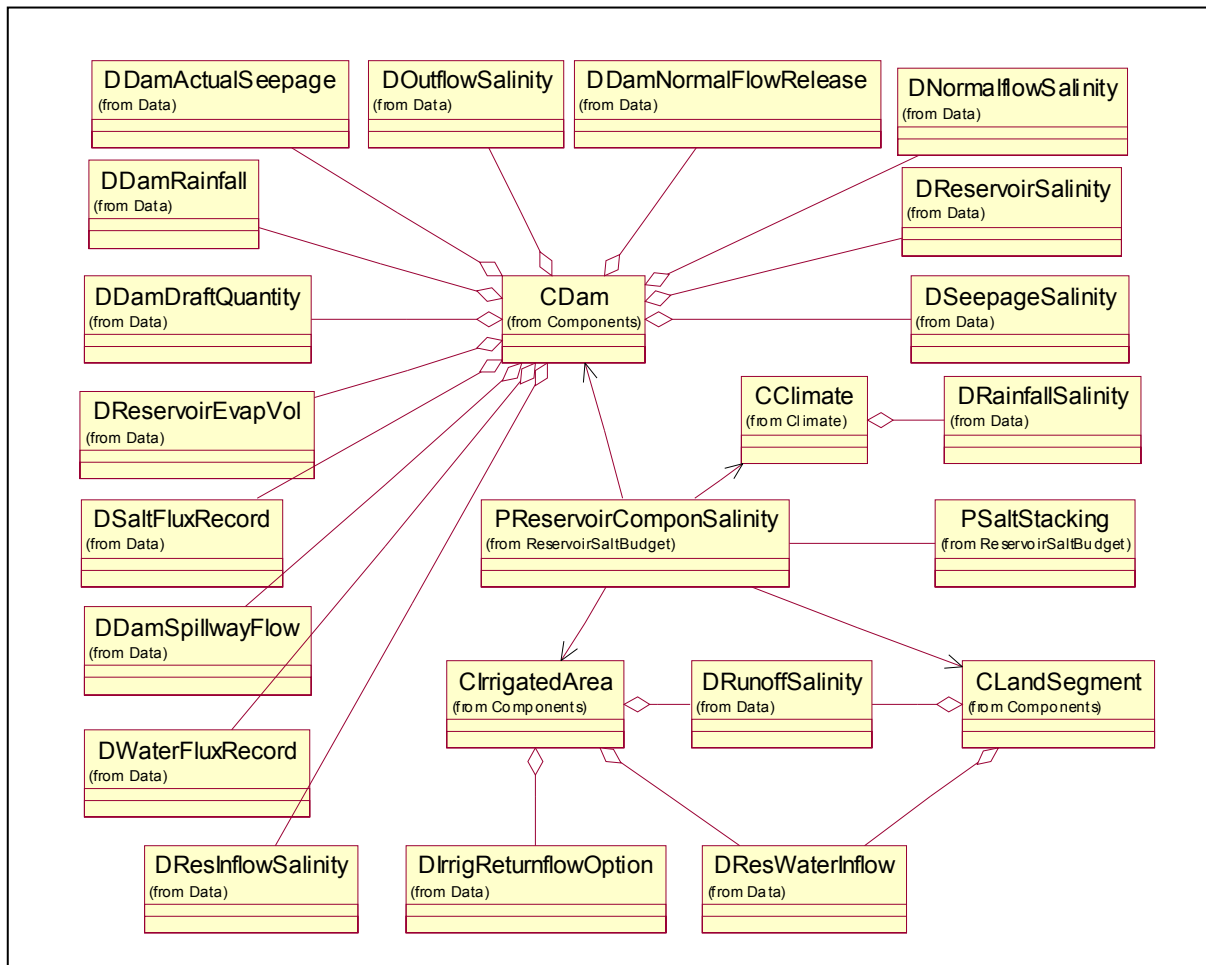 DDamActualSeepage
(from Data)
DOutflowSalinity
(from Data)
DDamNormalFlowRelease
(from Data)
DNormalflowSalinity
(from Data)
DDamRainfall
(from Data)
DReservoirSalinity
(from Data)
DDamDraftQuantity
(from Data)
CDam
(from Components)
DSeepageSalinity
(from Data)
DReservoirEvapVol
(from Data)
CClimate
(from Climate)
DRainfallSalinity
(from Data)
DSaltFluxRecord
(from Data)
PReservoirComponSalinity
(from ReservoirSaltBudget)
PSaltStacking
(from ReservoirSaltBudget)
DDamSpillwayFlow
(from Data)
CIrrigatedArea
(from Components)
DRunoffSalinity
(from Data)
CLandSegment
(from Components)
DWaterFluxRecord
(from Data)
DResInflowSalinity
(from Data)
DIrrigReturnflowOption
(from Data)
DResWaterInflow
(from Data)